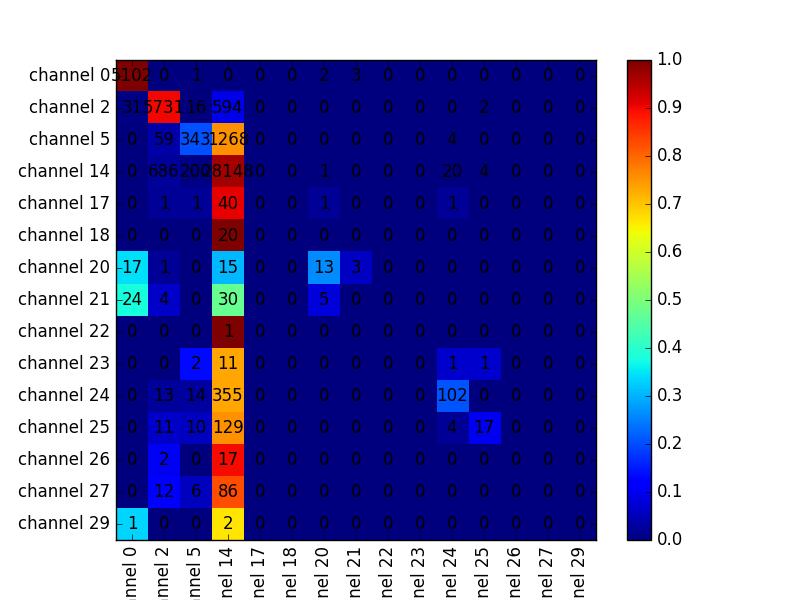 channel 0 5102 0 1 0 0 0 2 3 0 0 0 0 0 0 0
channel 2 31 5731 16 594 0 0 0 0 0 0 0 2 0 0 0
channel 5 0 59 343 1268 0 0 0 0 0 0 4 0 0 0 0
channel 14 0 686 200 28148 0 0 1 0 0 0 20 4 0 0 0
channel 17 0 1 1 40 0 0 1 0 0 0 1 0 0 0 0
channel 18 0 0 0 20 0 0 0 0 0 0 0 0 0 0 0
channel 20 17 1 0 15 0 0 13 3 0 0 0 0 0 0 0
channel 21 24 4 0 30 0 0 5 0 0 0 0 0 0 0 0
channel 22 0 0 0 1 0 0 0 0 0 0 0 0 0 0 0
channel 23 0 0 2 11 0 0 0 0 0 0 1 1 0 0 0
channel 24 0 13 14 355 0 0 0 0 0 0 102 0 0 0 0
channel 25 0 11 10 129 0 0 0 0 0 0 4 17 0 0 0
channel 26 0 2 0 17 0 0 0 0 0 0 0 0 0 0 0
channel 27 0 12 6 86 0 0 0 0 0 0 0 0 0 0 0
channel 29 1 0 0 2 0 0 0 0 0 0 0 0 0 0 0
nnel 0
nnel 2
nnel 5
nel 14
nel 17
nel 18
nel 20
nel 21
nel 22
nel 23
nel 24
nel 25
nel 26
nel 27
nel 29
1.0
0.9
0.8
0.7
0.6
0.5
0.4
0.3
0.2
0.1
0.0